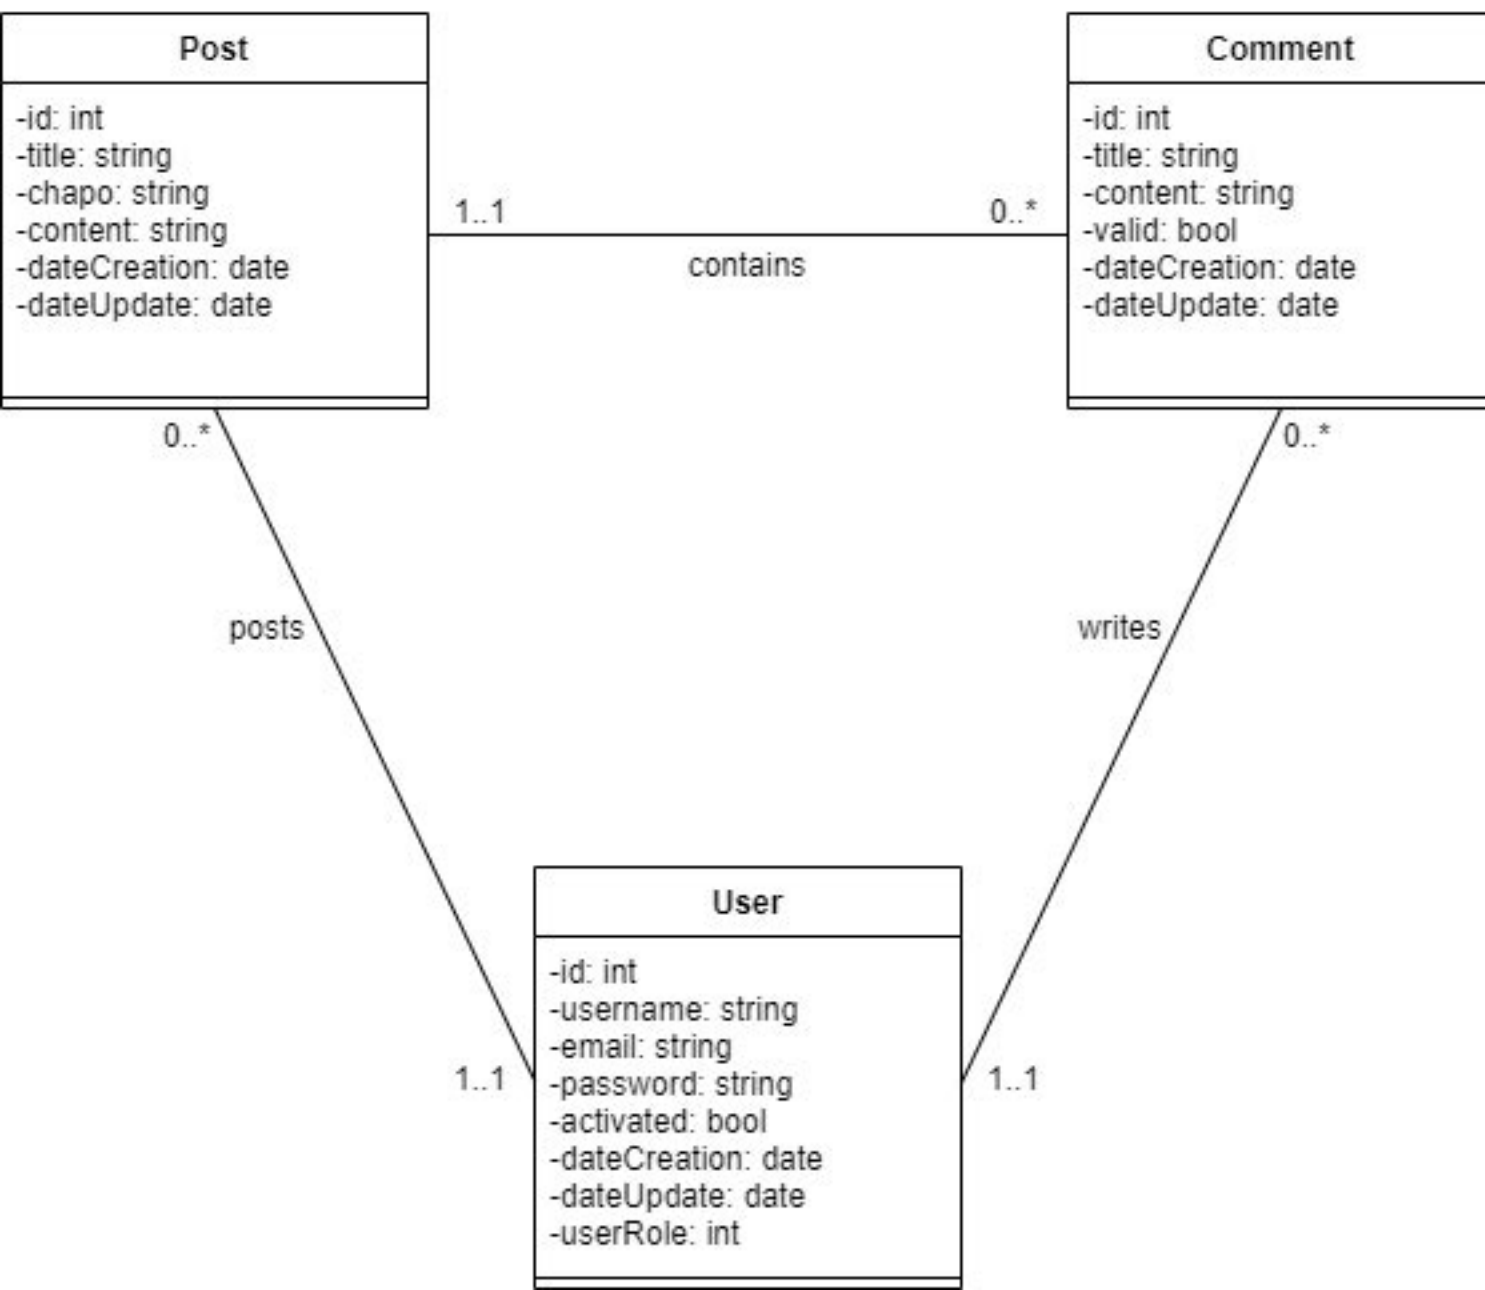 Post
-id: int
-title: string
-chapo: string
-content: string
-dateCreation: date
-dateUpdate: date
1..1
contains
0..*
Comment
-id: int
-title: string
-content: string
-valid: bool
-dateCreation: date
-dateUpdate: date
0..*
posts
1..1
0..*
writes
1..1
User
-id: int
-username: string
-email: string
-password: string
-activated: bool
-dateCreation: date
-dateUpdate: date
-userRole: int